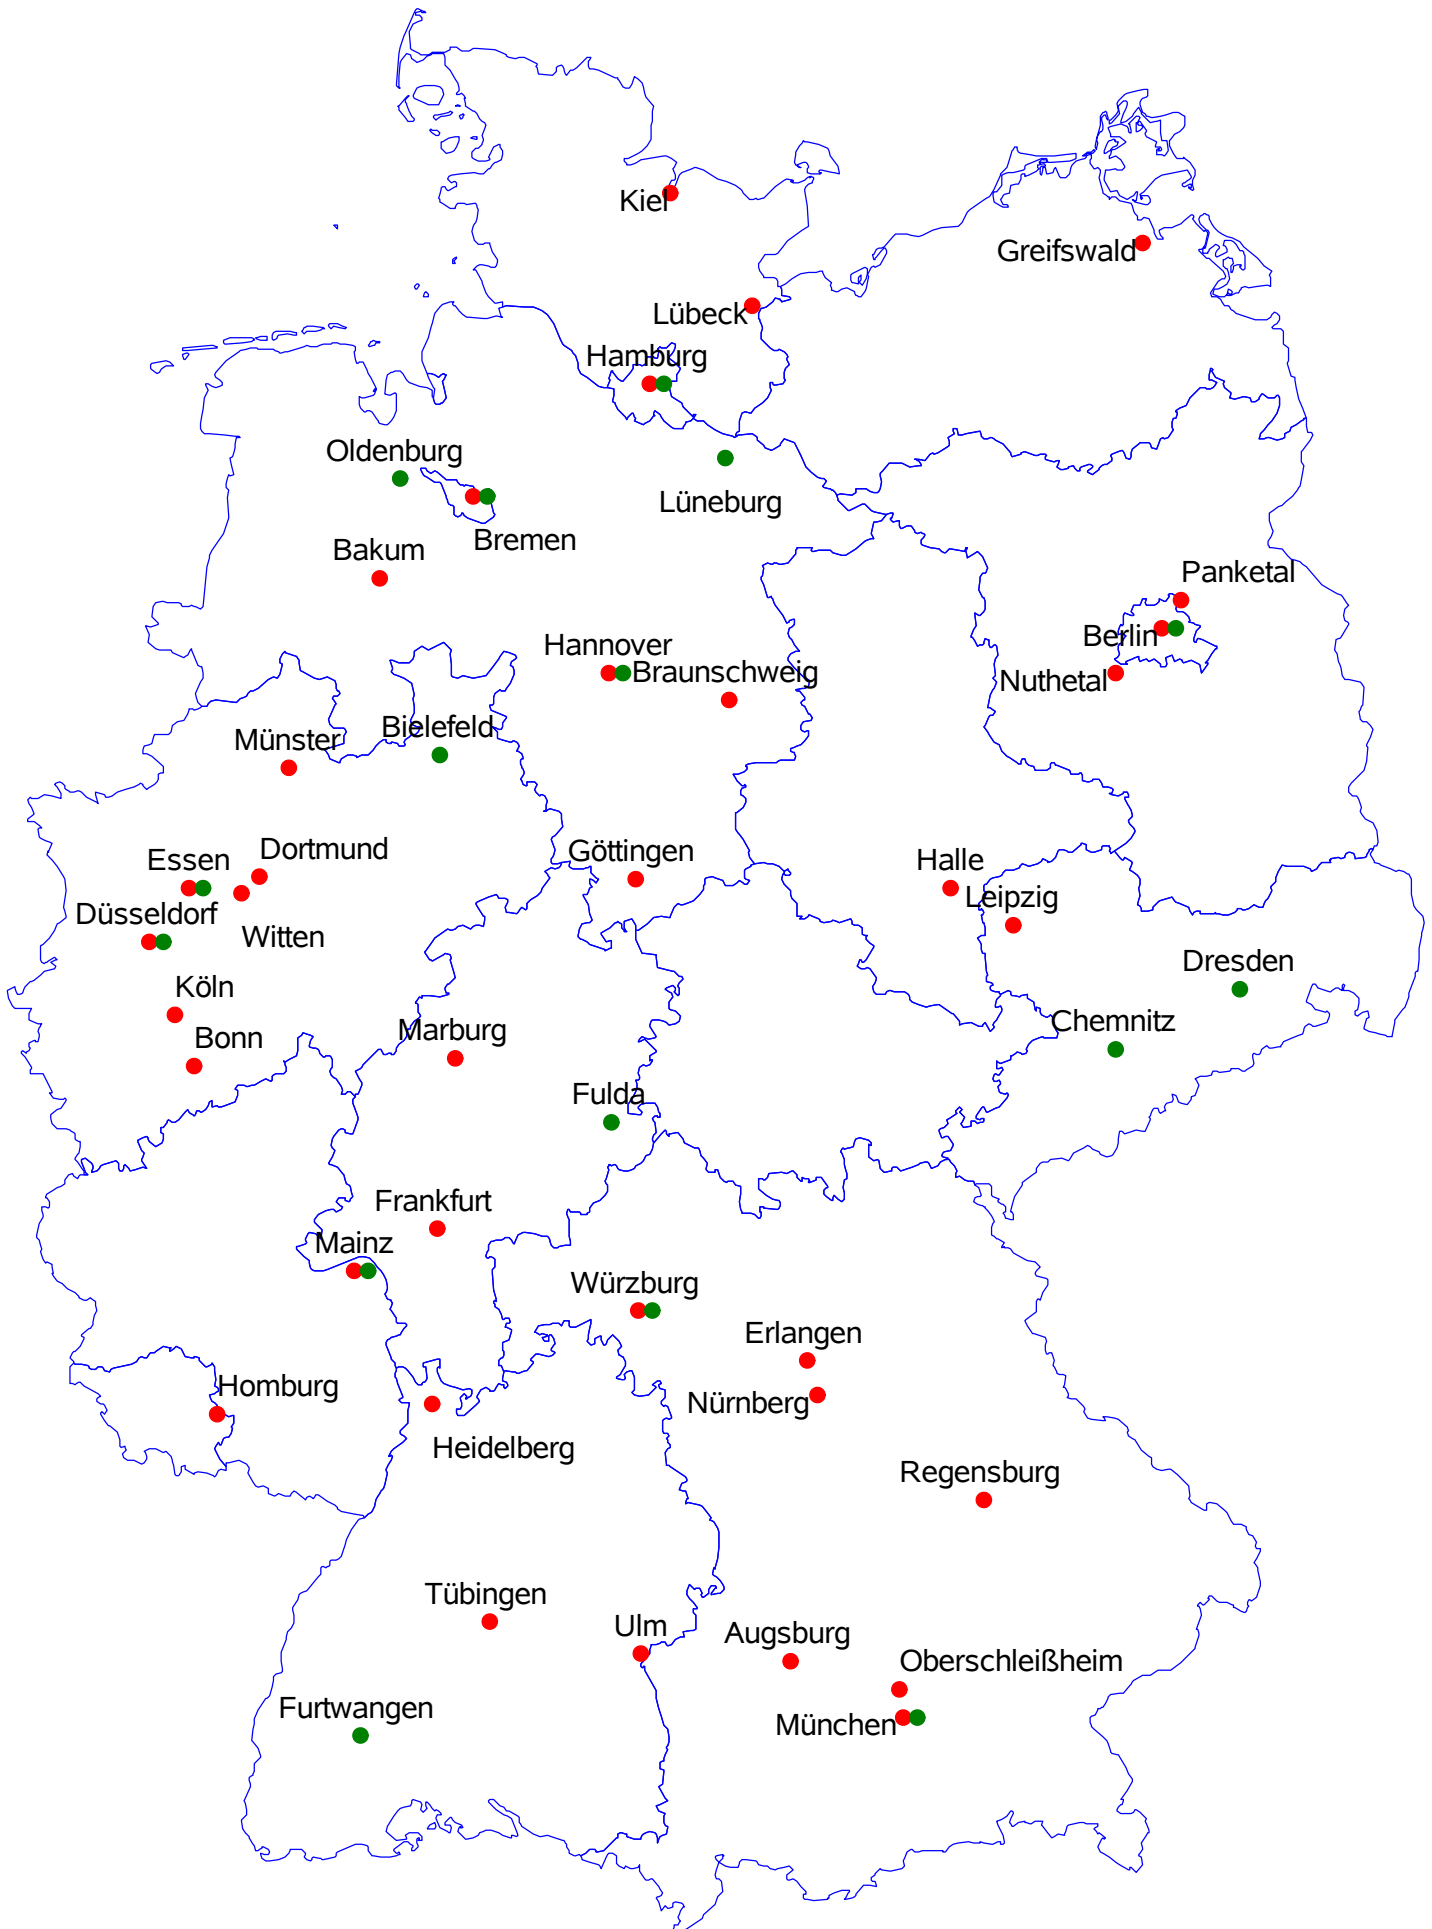 Kiel
Greifswald
Lübeck
Hamburg
Oldenburg
Lüneburg
Bremen
Bakum
Panketal
Berlin
Hannover
Braunschweig
Nuthetal
Bielefeld
Münster
Dortmund
Göttingen
Essen
Halle
Leipzig
Düsseldorf
Witten
Dresden
Köln
Chemnitz
Marburg
Bonn
Fulda
Frankfurt
Mainz
Würzburg
Erlangen
Homburg
Nürnberg
Heidelberg
Regensburg
Tübingen
Ulm
Augsburg
Oberschleißheim
Furtwangen
München